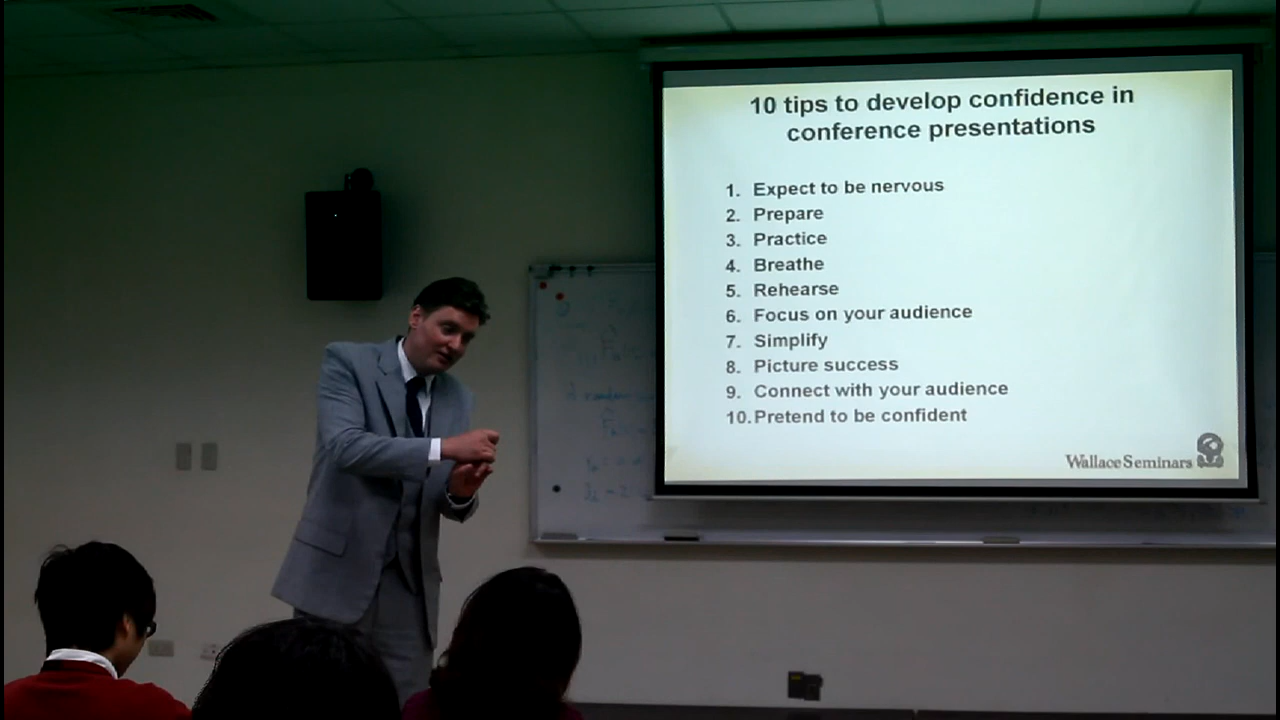 10 tips to develop confidence in
conference presentations
1. Expect to be nervous
2. Prepare
3. Practice
4. Breathe
5. Rehearse
6. Focus on your audience
7. Simplify
8. Picture success
9. Connect with your audience
10. Pretend to be confident
Wallace Seminars